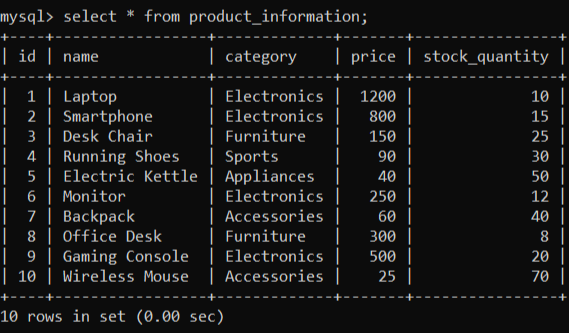 mysql> select * from product_information;
+----+-----------------+-------------+-------+----------------+
| id | name            | category    | price | stock_quantity |
+----+-----------------+-------------+-------+----------------+
|  1 | Laptop          | Electronics |  1200 |             10 |
|  2 | Smartphone      | Electronics |   800 |             15 |
|  3 | Desk Chair      | Furniture   |   150 |             25 |
|  4 | Running Shoes   | Sports      |    90 |             30 |
|  5 | Electric Kettle | Appliances  |    40 |             50 |
|  6 | Monitor         | Electronics |   250 |             12 |
|  7 | Backpack        | Accessories |    60 |             40 |
|  8 | Office Desk     | Furniture   |   300 |              8 |
|  9 | Gaming Console  | Electronics |   500 |             20 |
| 10 | Wireless Mouse  | Accessories |    25 |             70 |
+----+-----------------+-------------+-------+----------------+
10 rows in set (0.00 sec)